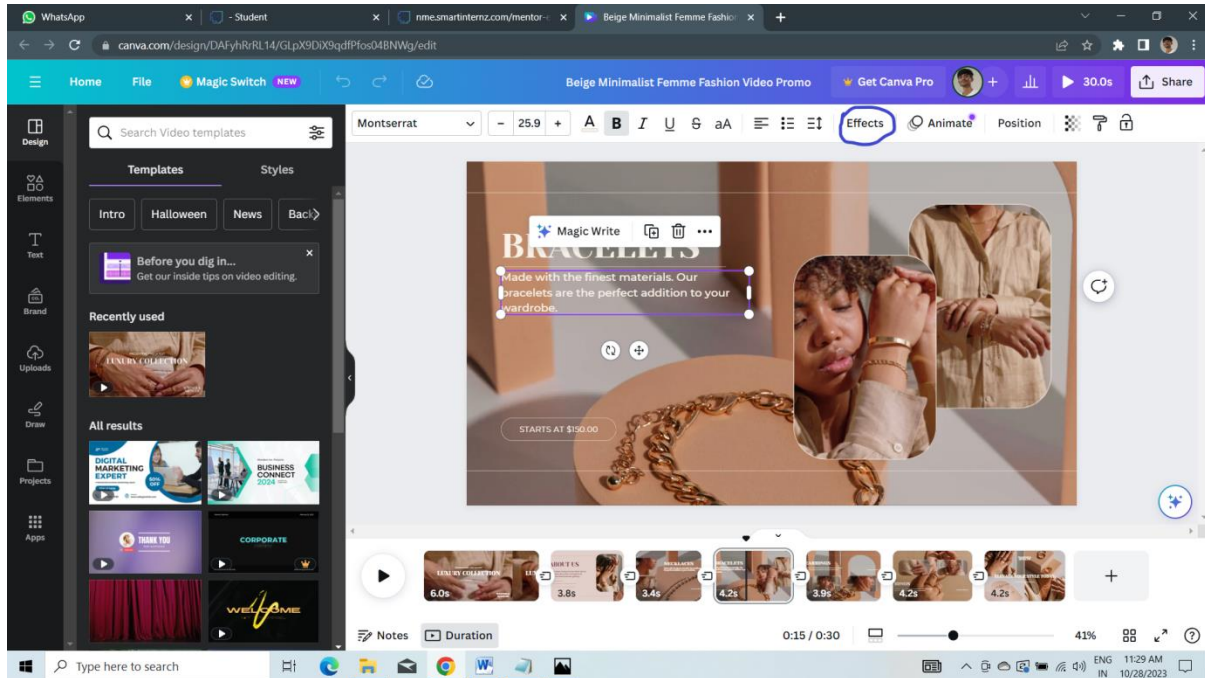 WhatsApp
- Student
nme.smartinternz.com/mentor-e
Beige Minimalist Femme Fashion
canva.com/design/DAFyhRrRL14/GLpX9DiX9qdfPfos04BNWg/edit
Home File Magic Switch NEW
Beige Minimalist Femme Fashion Video Promo
Get Canva Pro
30.0s
Share
Design
Elements
Text
Brand
Uploads
Draw
Projects
Apps
Search Video templates
Templates Styles
Intro Halloween News Back
Before you dig in...
Get our inside tips on video editing.
Recently used
LUXURY COLLECTION
All results
DIGITAL
MARKETING
EXPERT
50%
OFF
BUSINESS
CONNECT
2024
THANK YOU
CORPORATE
WELCOME
Montserrat
- 25.9 +
A B I U S aA
Effects Animate Position
Magic Write
BRACELETS
Made with the finest materials. Our
bracelets are the perfect addition to your
wardrobe.
STARTS AT $150.00
LUXURY COLLECTION
6.0s
ABOUT US
3.8s
NECKLACES
3.4s
BRACELETS
4.2s
EARRINGS
3.9s
4.2s
4.2s
Notes Duration
0:15 / 0:30
41%
Type here to search
ENG
IN
11:29 AM
10/28/2023